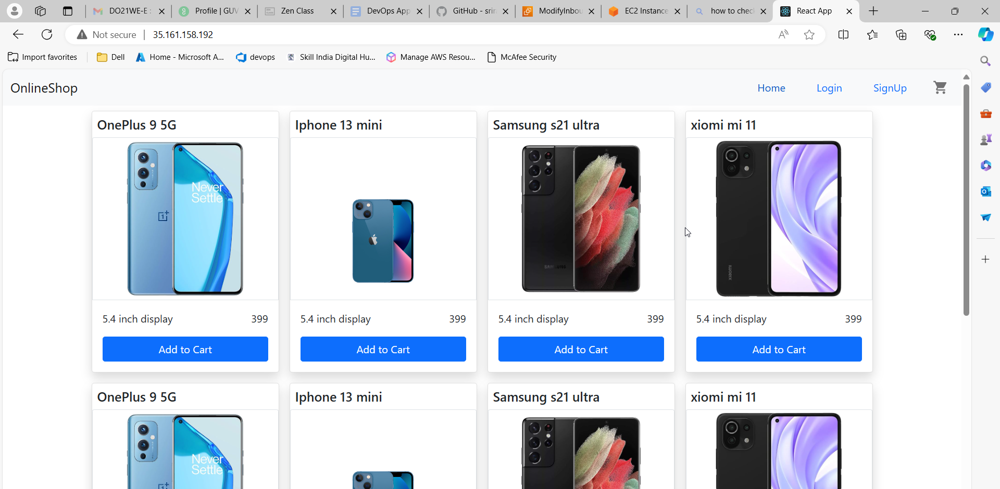 DO21WE-E :
Profile | GUV
Zen Class
DevOps App
GitHub - srir
ModifyInbou
EC2 Instance
how to chec
React App
Not secure
35.161.158.192
Import favorites
Dell
Home - Microsoft A...
devops
Skill India Digital Hu...
Manage AWS Resou...
McAfee Security
OnlineShop
Home
Login
SignUp
OnePlus 9 5G
Iphone 13 mini
Samsung s21 ultra
xiomi mi 11
Never
Settle
SAMSUNG
XIAOMI
5.4 inch display 399
5.4 inch display 399
5.4 inch display 399
5.4 inch display 399
Add to Cart
Add to Cart
Add to Cart
Add to Cart
OnePlus 9 5G
Iphone 13 mini
Samsung s21 ultra
xiomi mi 11
Never
Settle